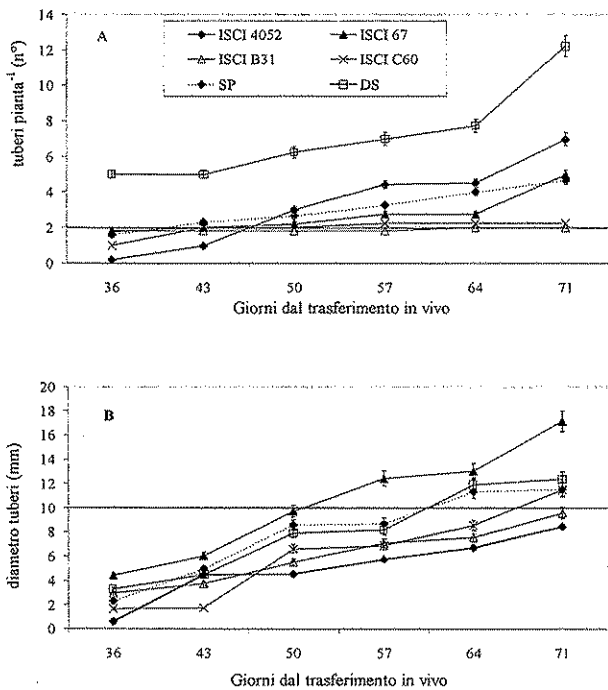 14
12
10
8
6
4
2
0
tuberi pianta⁻¹ (n°)
A
ISCI 4052
ISCI 67
ISCI B31
ISCI C60
SP
DS
36 43 50 57 64 71
Giorni dal trasferimento in vivo
20
18
16
14
12
10
8
6
4
2
0
diametro tuberi (mm)
B
36 43 50 57 64 71
Giorni dal trasferimento in vivo